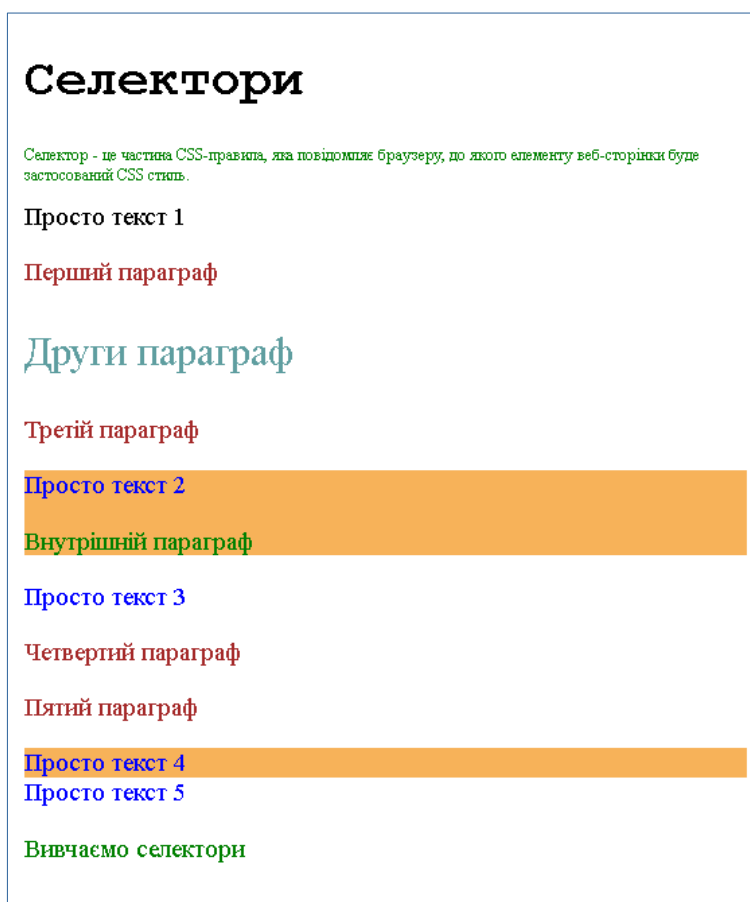 Селектори
Селектор - це частина CSS-правила, яка повідомляє браузеру, до якого елементу веб-сторінки буде
застосований CSS стиль.
Просто текст 1
Перший параграф
Други параграф
Третій параграф
Просто текст 2
Внутрішній параграф
Просто текст 3
Четвертий параграф
Пятий параграф
Просто текст 4
Просто текст 5
Вивчаємо селектори